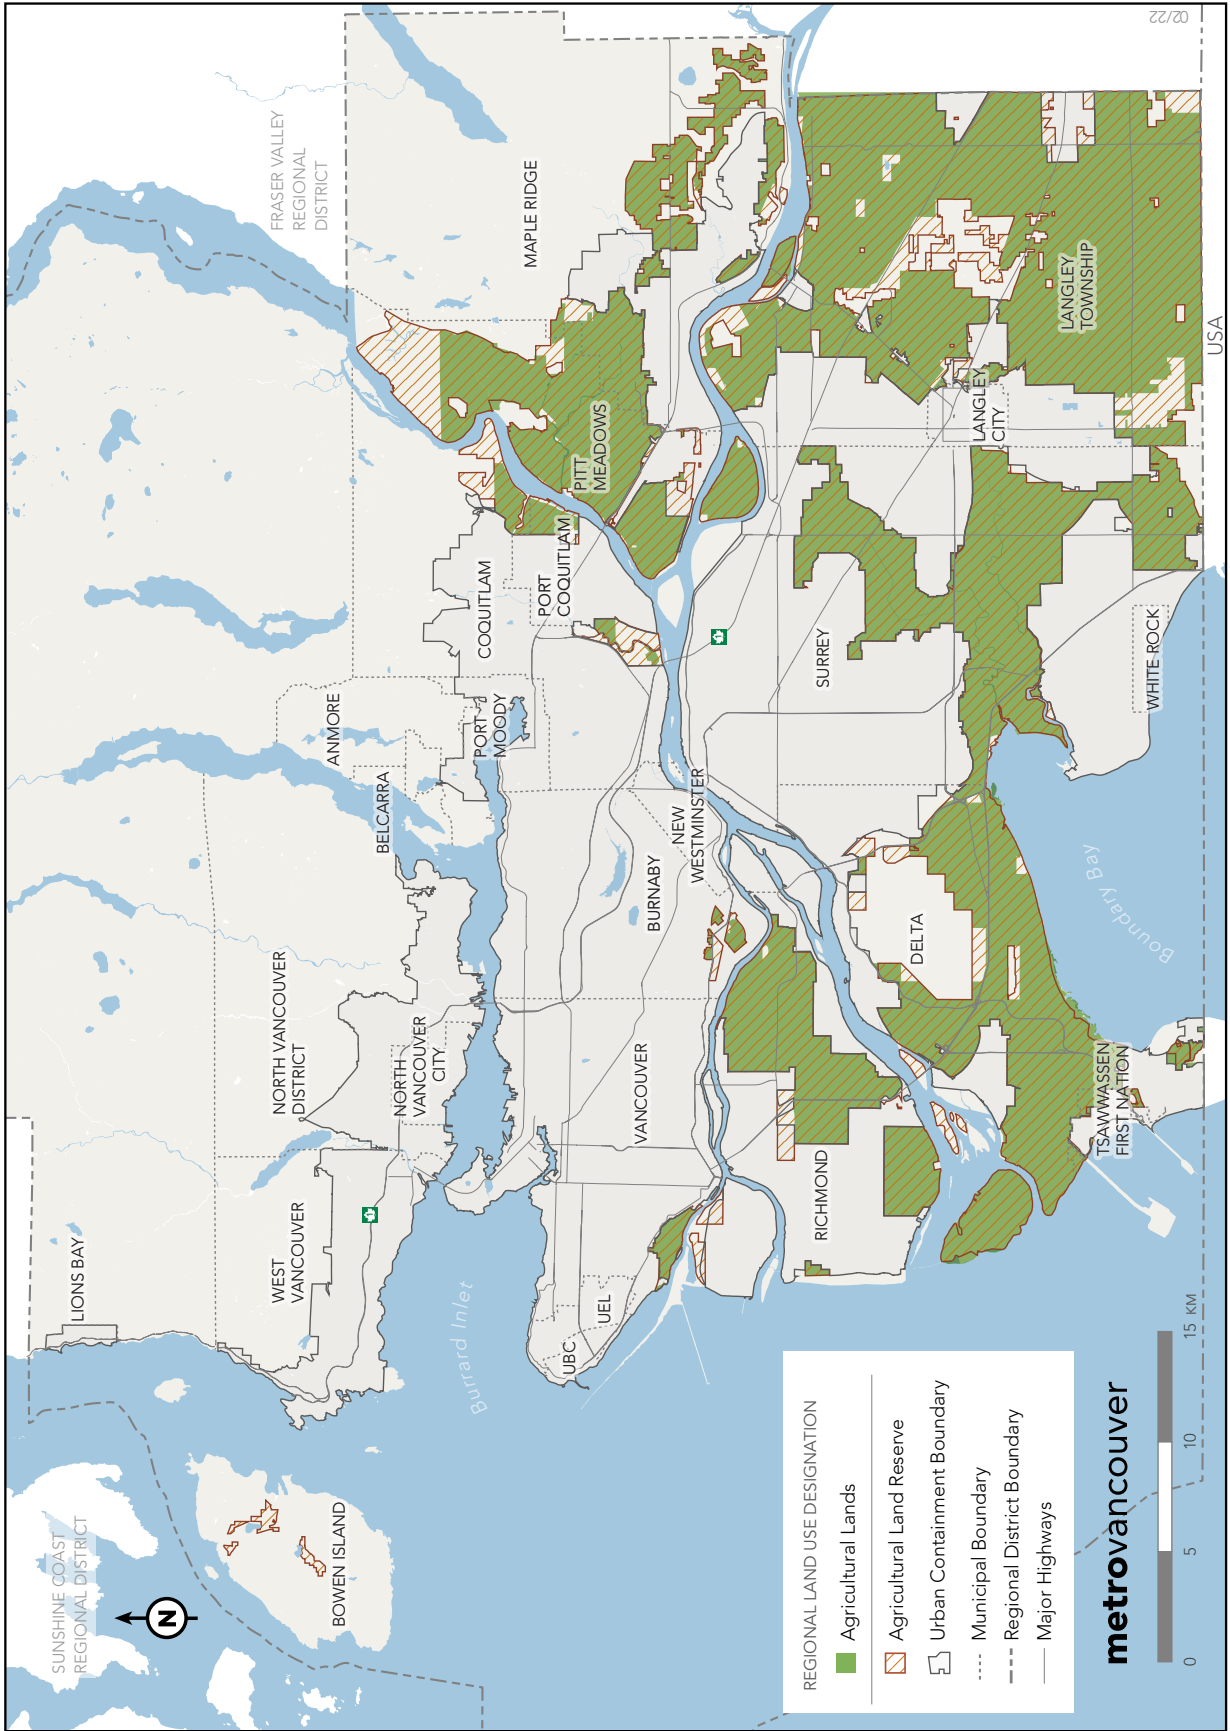 SUNSHINE COAST
REGIONAL DISTRICT
LIONS BAY
BOWEN ISLAND
WEST
VANCOUVER
NORTH VANCOUVER
DISTRICT
NORTH
VANCOUVER
CITY
BELCARRA
ANMORE
PORT
MOODY
COQUITLAM
PORT
COQUITLAM
PITT
MEADOWS
MAPLE RIDGE
FRASER VALLEY
REGIONAL
DISTRICT
Burrard Inlet
UBC
UEL
VANCOUVER
BURNABY
NEW
WESTMINSTER
RICHMOND
DELTA
SURREY
LANGLEY
CITY
LANGLEY
TOWNSHIP
WHITE ROCK
TSAWWASSEN
FIRST NATION
Boundary Bay
USA
N
1
1
REGIONAL LAND USE DESIGNATION
Agricultural Lands
Agricultural Land Reserve
Urban Containment Boundary
Municipal Boundary
Regional District Boundary
Major Highways
metrovancouver
0 5 10 15 KM
02/22